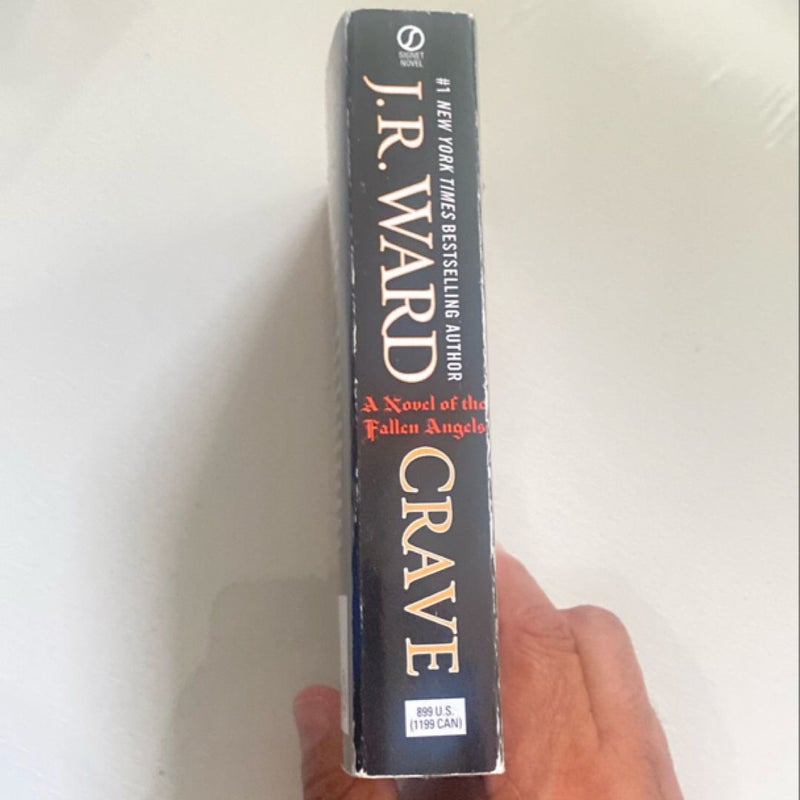 SIGNET
NOVEL
#1 NEW YORK TIMES BESTSELLING AUTHOR
J.R. WARD
A Novel of the
Fallen Angels
CRAVE
899 U.S.
(1199 CAN)